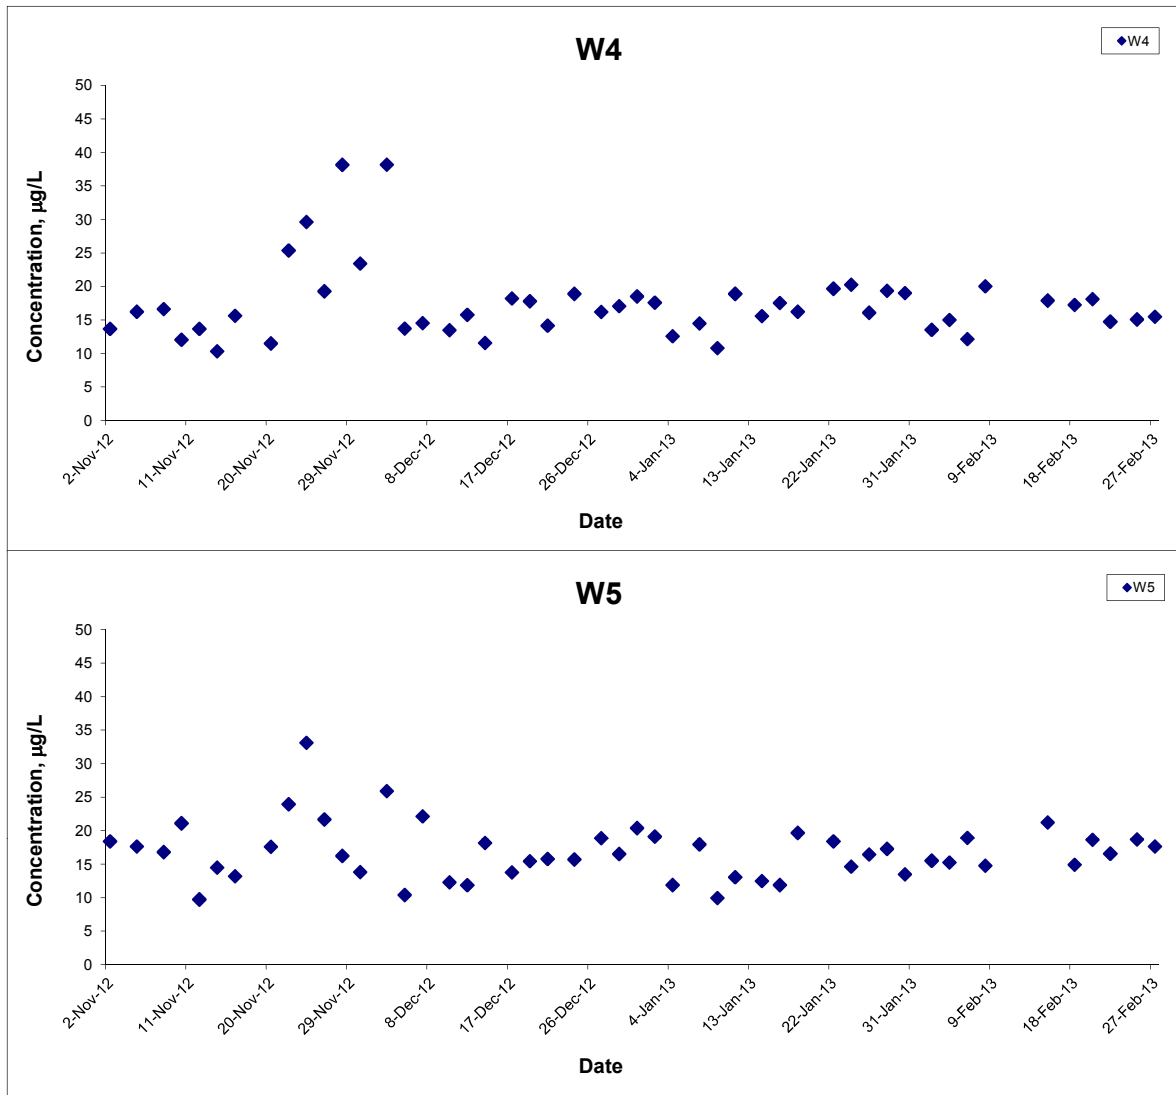 W4
W4
50
45
40
35
30
25
20
15
10
5
0
Concentration, µg/L
2-Nov-12
11-Nov-12
20-Nov-12
29-Nov-12
8-Dec-12
17-Dec-12
26-Dec-12
4-Jan-13
13-Jan-13
22-Jan-13
31-Jan-13
9-Feb-13
18-Feb-13
27-Feb-13
Date
W5
W5
50
45
40
35
30
25
20
15
10
5
0
Concentration, µg/L
2-Nov-12
11-Nov-12
20-Nov-12
29-Nov-12
8-Dec-12
17-Dec-12
26-Dec-12
4-Jan-13
13-Jan-13
22-Jan-13
31-Jan-13
9-Feb-13
18-Feb-13
27-Feb-13
Date